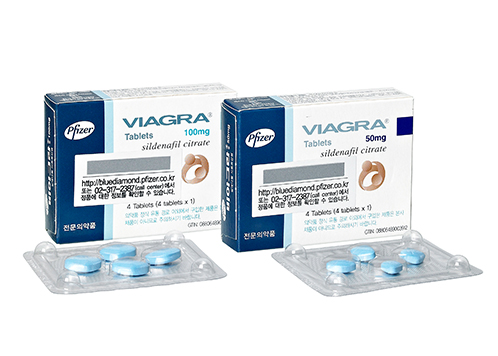 Pfizer
VIAGRA®
100mg
Tablets
sildenafil citrate
http://bluediamond.pfizer.co.kr
02-317-2387(call center)에서
정품에 대한 정보를 확인할 수 있습니다.
4 Tablets (4 tablets x 1)
전문의약품
100mg
Pfizer
VIAGRA®
Tablets
50mg
sildenafil citrate
http://bluediamond.pfizer.co.kr
02-317-2387(call center)에서
정품에 대한 정보를 확인할 수 있습니다.
4 Tablets (4 tablets x 1)
전문의약품
50mg